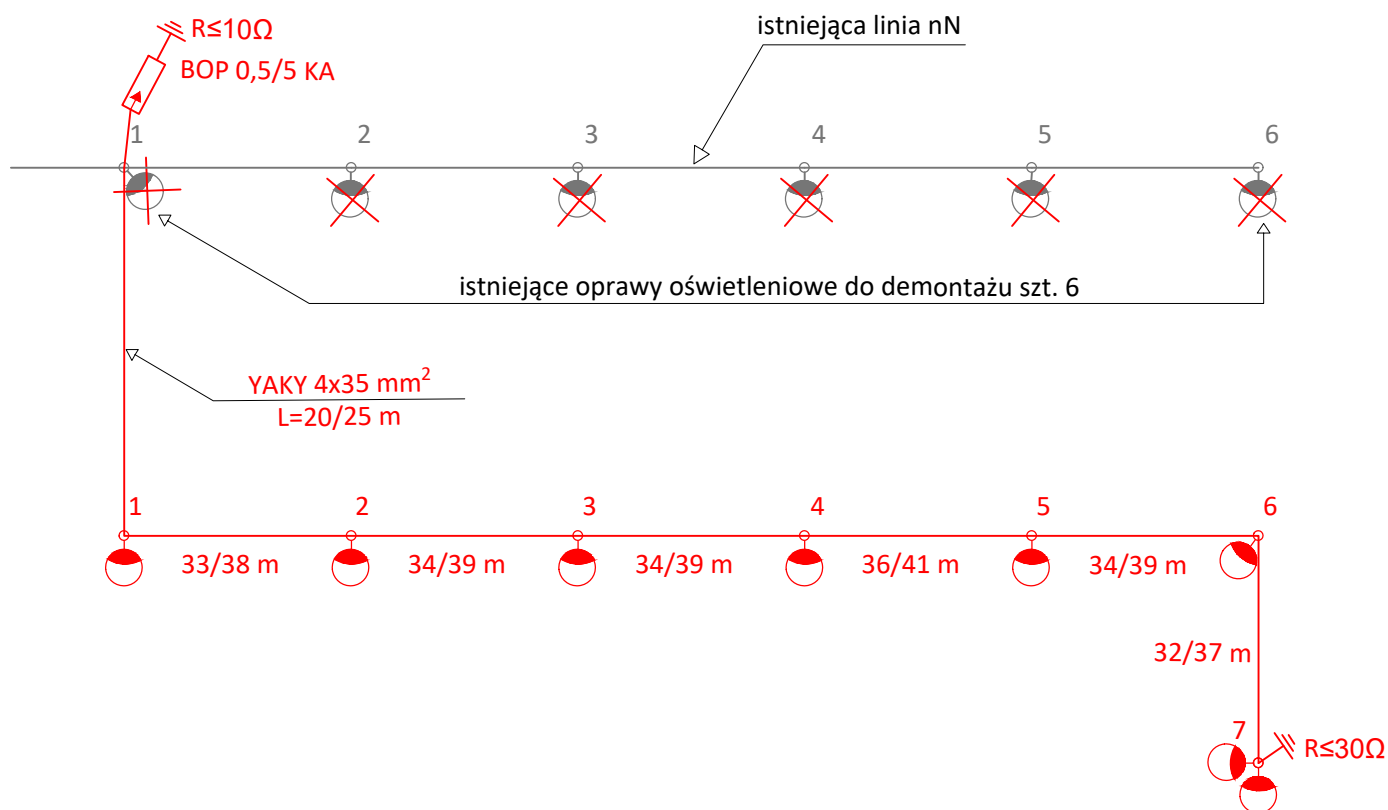 istniejąca linia nN
R≤10Ω
BOP 0,5/5 KA
1 2 3 4 5 6
istniejące oprawy oświetleniowe do demontażu szt. 6
YAKY 4x35 mm²
L=20/25 m
1 2 3 4 5 6
33/38 m 34/39 m 34/39 m 36/41 m 34/39 m
32/37 m
7
R≤30Ω